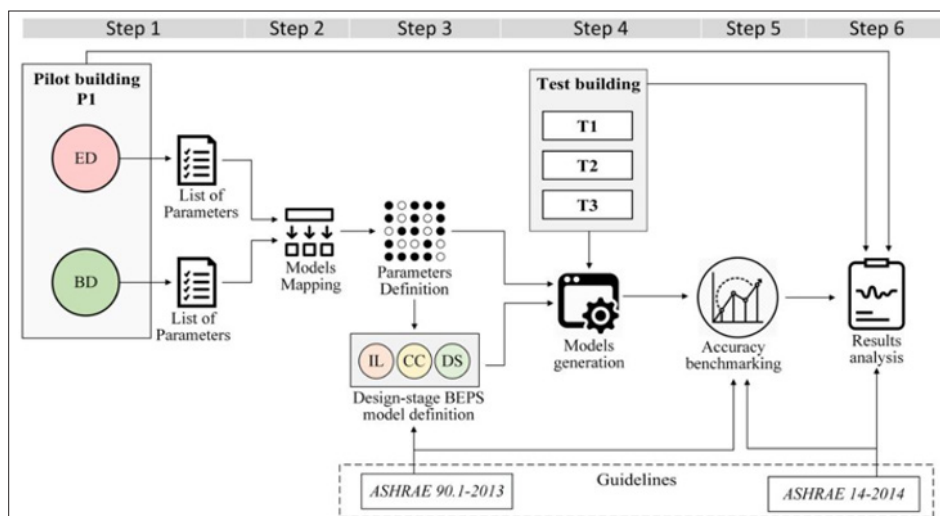 Step 1
Step 2
Step 3
Step 4
Step 5
Step 6
Pilot building
P1
ED
BD
List of
Parameters
List of
Parameters
Models
Mapping
Parameters
Definition
IL
CC
DS
Design-stage BEPS
model definition
Test building
T1
T2
T3
Models
generation
Accuracy
benchmarking
Results
analysis
Guidelines
ASHRAE 90.1-2013
ASHRAE 14-2014